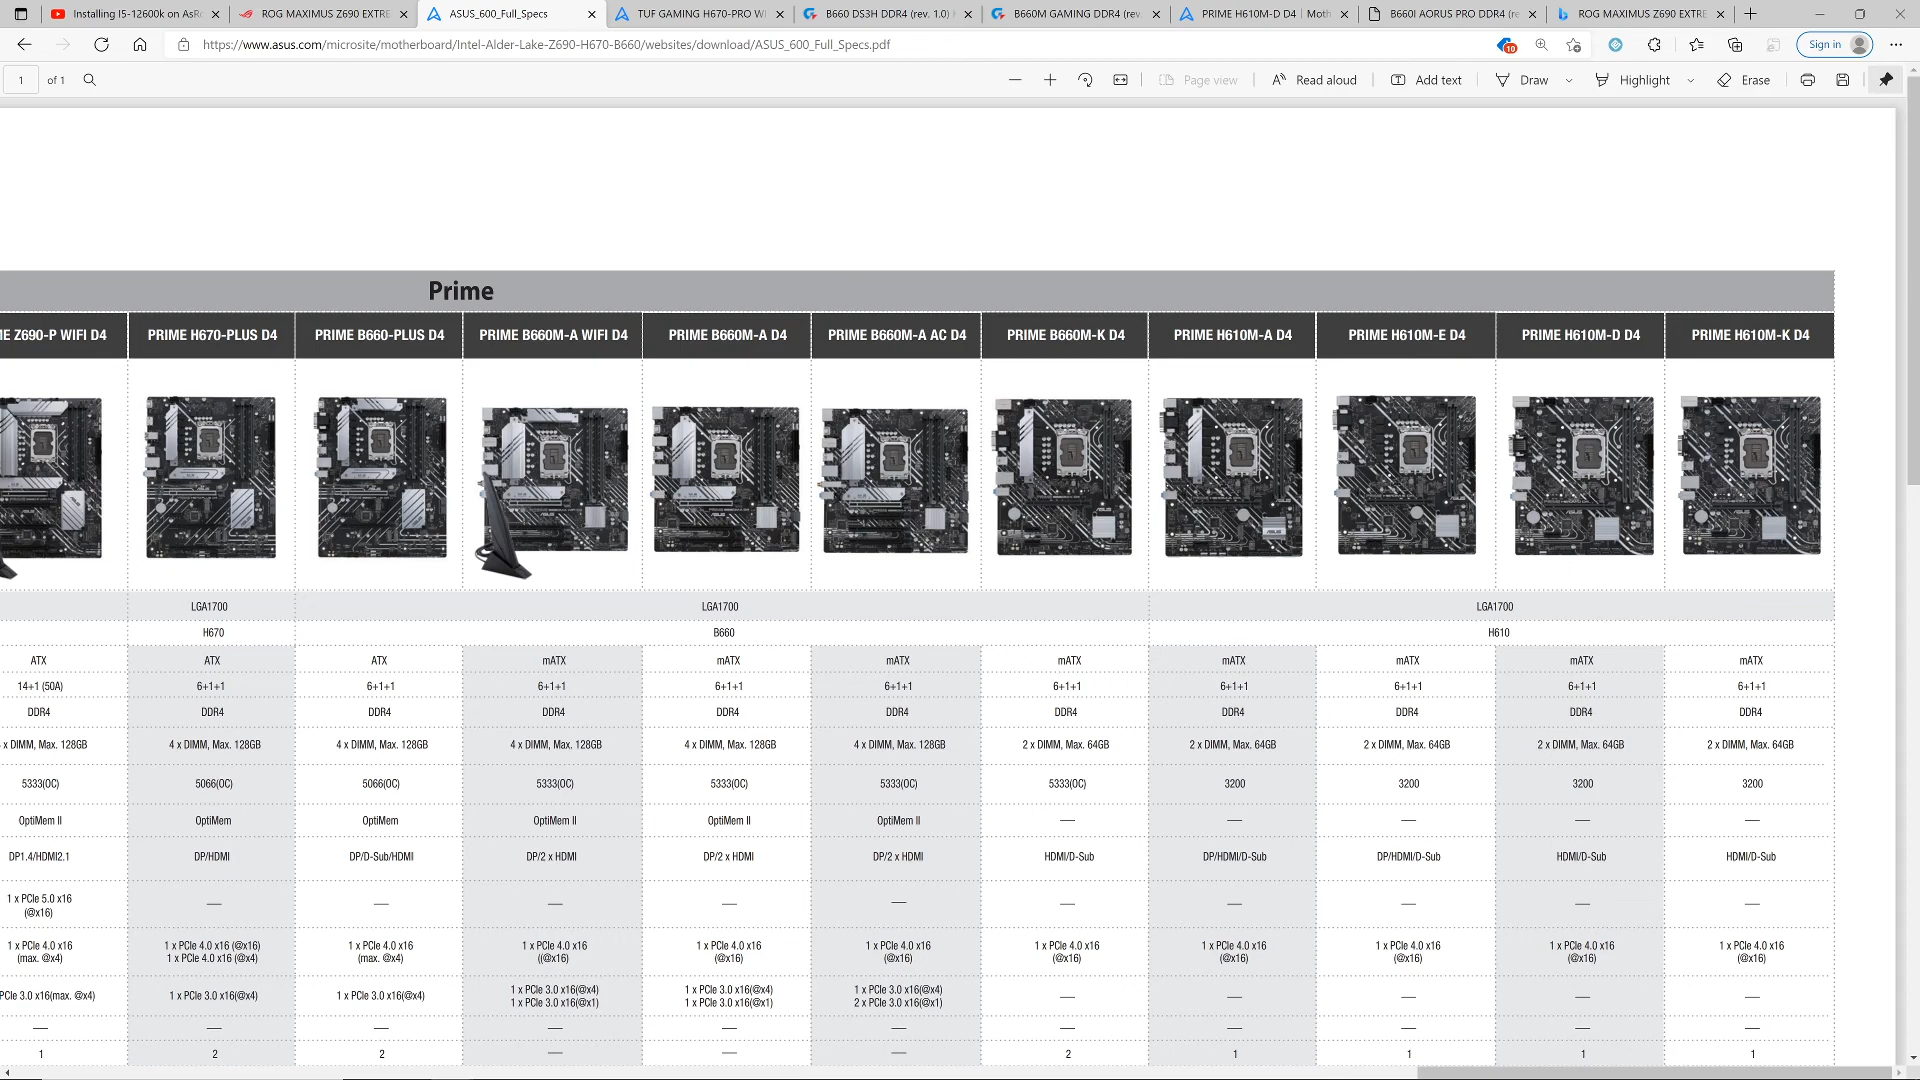 Installing I5-12600k on AsR
ROG MAXIMUS Z690 EXTRE
ASUS_600_Full_Specs
TUF GAMING H670-PRO WI
B660 DS3H DDR4 (rev. 1.0)
B660M GAMING DDR4 (rev.
PRIME H610M-D D4 | Moth
B660I AORUS PRO DDR4 (re
ROG MAXIMUS Z690 EXTRE
https://www.asus.com/microsite/motherboard/Intel-Alder-Lake-Z690-H670-B660/websites/download/ASUS_600_Full_Specs.pdf
10
Sign in
1 of 1
Page view
Read aloud
Add text
Draw
Highlight
Erase
Prime
ME Z690-P WIFI D4 PRIME H670-PLUS D4 PRIME B660-PLUS D4 PRIME B660M-A WIFI D4 PRIME B660M-A D4 PRIME B660M-A AC D4 PRIME B660M-K D4 PRIME H610M-A D4 PRIME H610M-E D4 PRIME H610M-D D4 PRIME H610M-K D4
LGA1700 LGA1700 LGA1700
H670 B660 H610
ATX ATX ATX mATX mATX mATX mATX mATX mATX mATX mATX
14+1 (50A) 6+1+1 6+1+1 6+1+1 6+1+1 6+1+1 6+1+1 6+1+1 6+1+1 6+1+1 6+1+1
DDR4 DDR4 DDR4 DDR4 DDR4 DDR4 DDR4 DDR4 DDR4 DDR4 DDR4
x DIMM, Max. 128GB 4 x DIMM, Max. 128GB 4 x DIMM, Max. 128GB 4 x DIMM, Max. 128GB 4 x DIMM, Max. 128GB 4 x DIMM, Max. 128GB 2 x DIMM, Max. 64GB 2 x DIMM, Max. 64GB 2 x DIMM, Max. 64GB 2 x DIMM, Max. 64GB 2 x DIMM, Max. 64GB
5333(OC) 5066(OC) 5066(OC) 5333(OC) 5333(OC) 5333(OC) 5333(OC) 3200 3200 3200 3200
OptiMem II OptiMem OptiMem OptiMem II OptiMem II OptiMem II — — — — —
DP1.4/HDMI2.1 DP/HDMI DP/D-Sub/HDMI DP/2 x HDMI DP/2 x HDMI DP/2 x HDMI HDMI/D-Sub DP/HDMI/D-Sub DP/HDMI/D-Sub HDMI/D-Sub HDMI/D-Sub
1 x PCIe 5.0 x16 — — — — — — — — — —
(@x16)
1 x PCIe 4.0 x16 1 x PCIe 4.0 x16 (@x16) 1 x PCIe 4.0 x16 1 x PCIe 4.0 x16 1 x PCIe 4.0 x16 1 x PCIe 4.0 x16 1 x PCIe 4.0 x16 1 x PCIe 4.0 x16 1 x PCIe 4.0 x16 1 x PCIe 4.0 x16 1 x PCIe 4.0 x16
(max. @x4) 1 x PCIe 4.0 x16 (@x4) (max. @x4) ((@x16) (@x16) (@x16) (@x16) (@x16) (@x16) (@x16) (@x16)
PCIe 3.0 x16(max. @x4) 1 x PCIe 3.0 x16(@x4) 1 x PCIe 3.0 x16(@x4) 1 x PCIe 3.0 x16(@x4) 1 x PCIe 3.0 x16(@x4) 1 x PCIe 3.0 x16(@x4) — — — — —
1 x PCIe 3.0 x16(@x1) 1 x PCIe 3.0 x16(@x1) 2 x PCIe 3.0 x16(@x1)
— — — — — — — — — — —
1 2 2 — — — 2 1 1 1 1